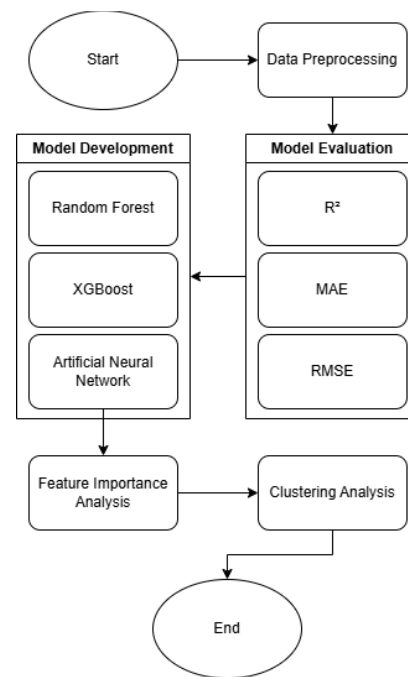 Start
Data Preprocessing
Model Development
Random Forest
XGBoost
Artificial Neural
Network
Model Evaluation
R²
MAE
RMSE
Feature Importance
Analysis
Clustering Analysis
End